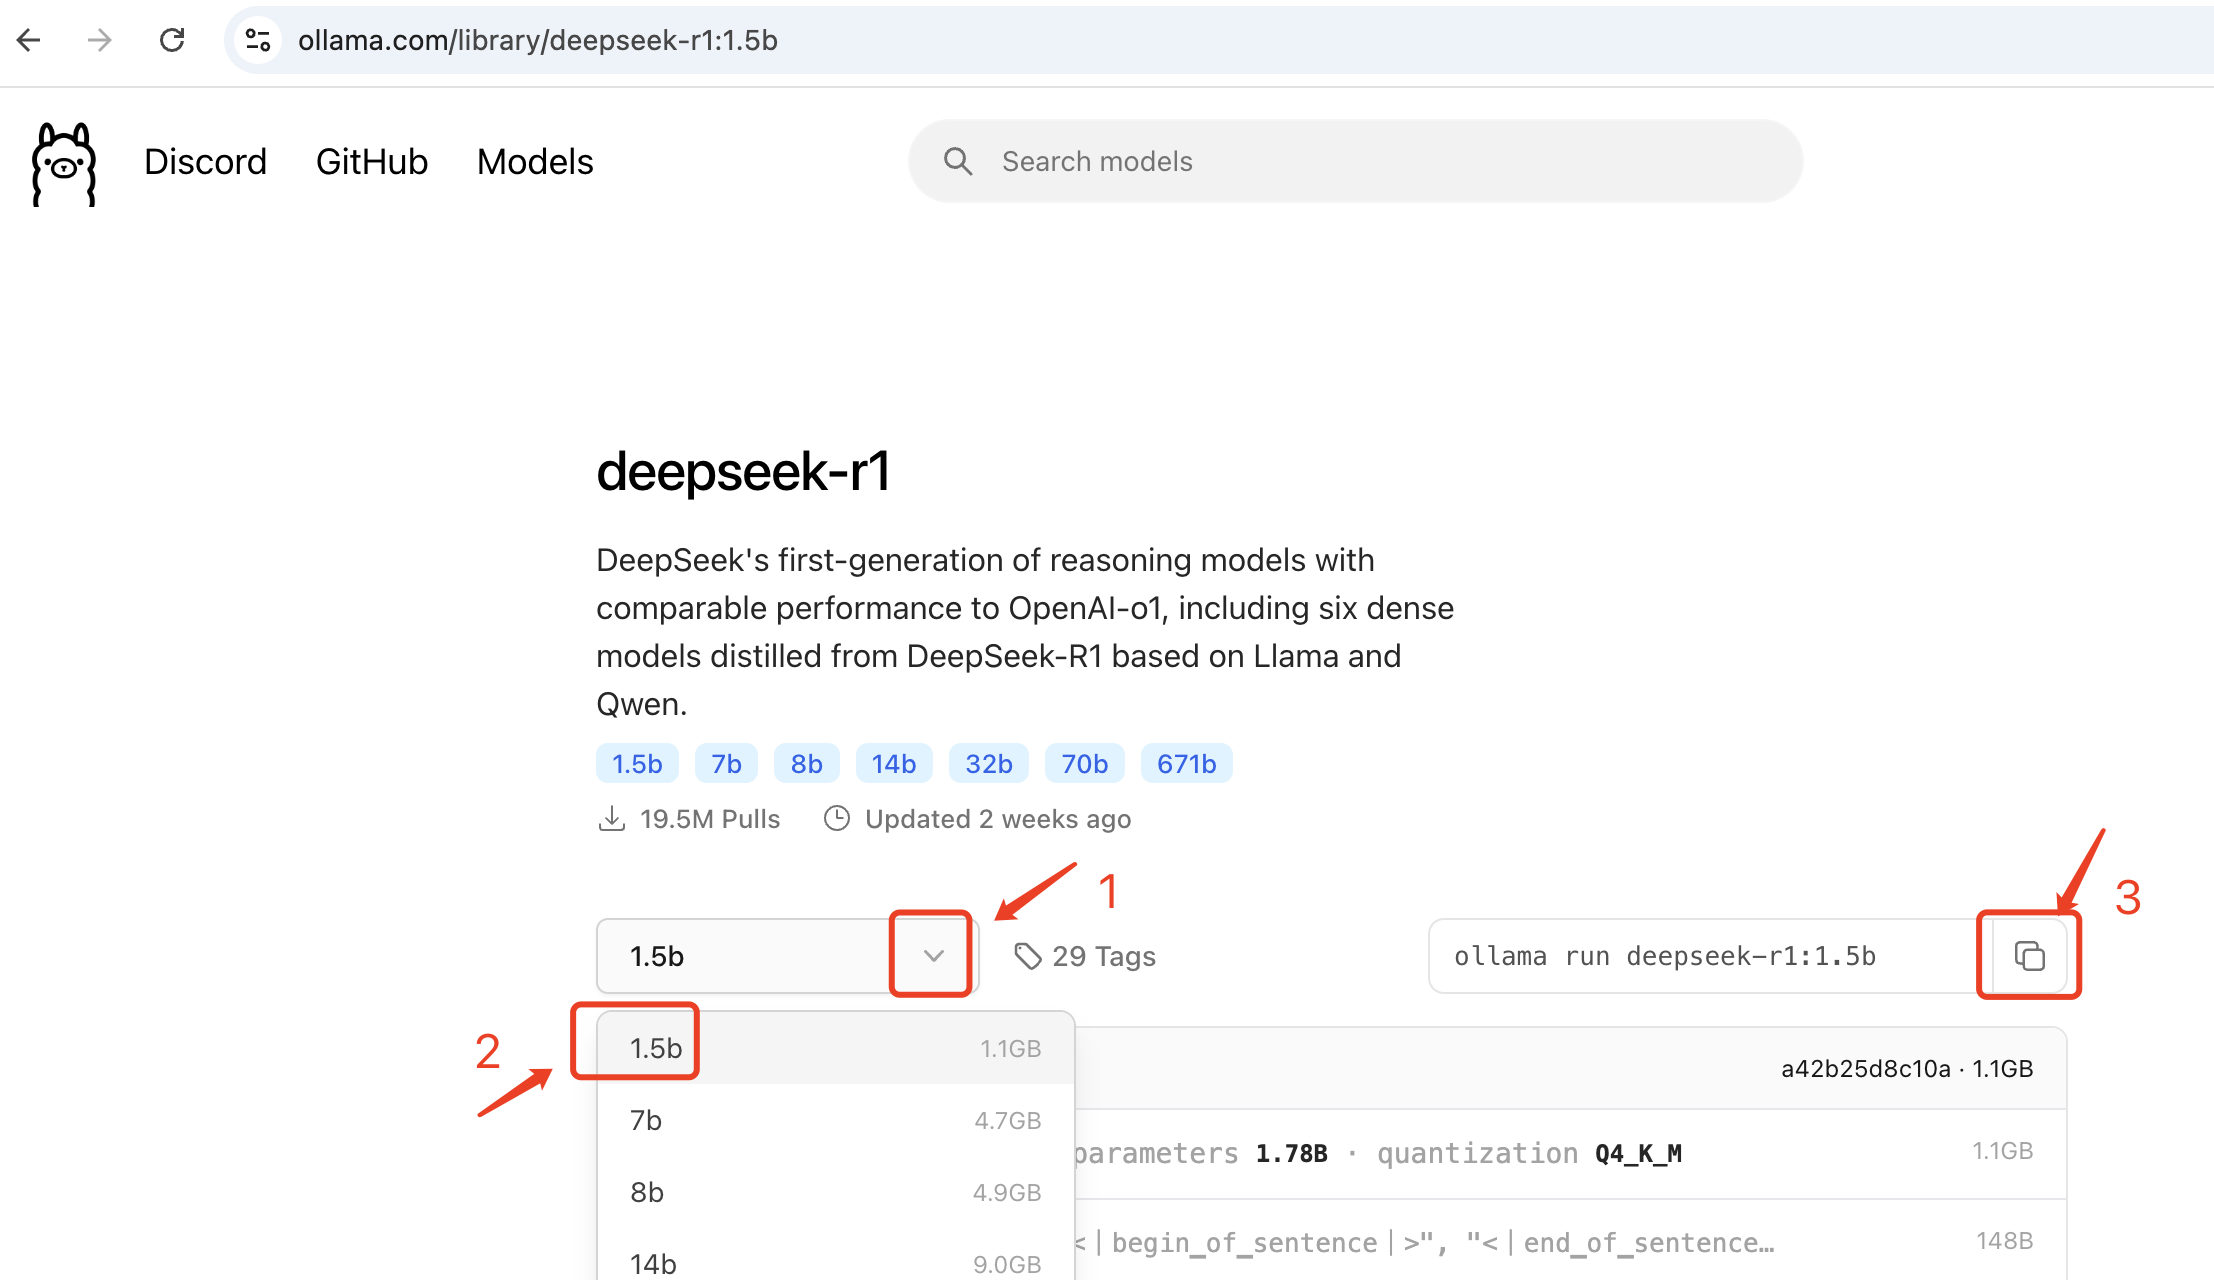 ollama.com/library/deepseek-r1:1.5b
Discord GitHub Models Search models
deepseek-r1
DeepSeek's first-generation of reasoning models with
comparable performance to OpenAI-o1, including six dense
models distilled from DeepSeek-R1 based on Llama and
Qwen.
1.5b 7b 8b 14b 32b 70b 671b
19.5M Pulls Updated 2 weeks ago
1
3
1.5b 29 Tags ollama run deepseek-r1:1.5b
2
1.5b 1.1GB
a42b25d8c10a · 1.1GB
7b 4.7GB
parameters 1.78B · quantization Q4_K_M 1.1GB
8b 4.9GB
<|begin_of_sentence|>", "<|end_of_sentence… 148B
14b 9.0GB